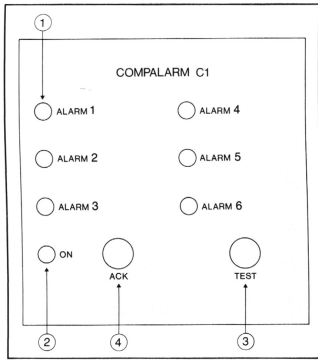 1
COMPALARM C1
ALARM 1
ALARM 4
ALARM 2
ALARM 5
ALARM 3
ALARM 6
ON
ACK
TEST
2
4
3